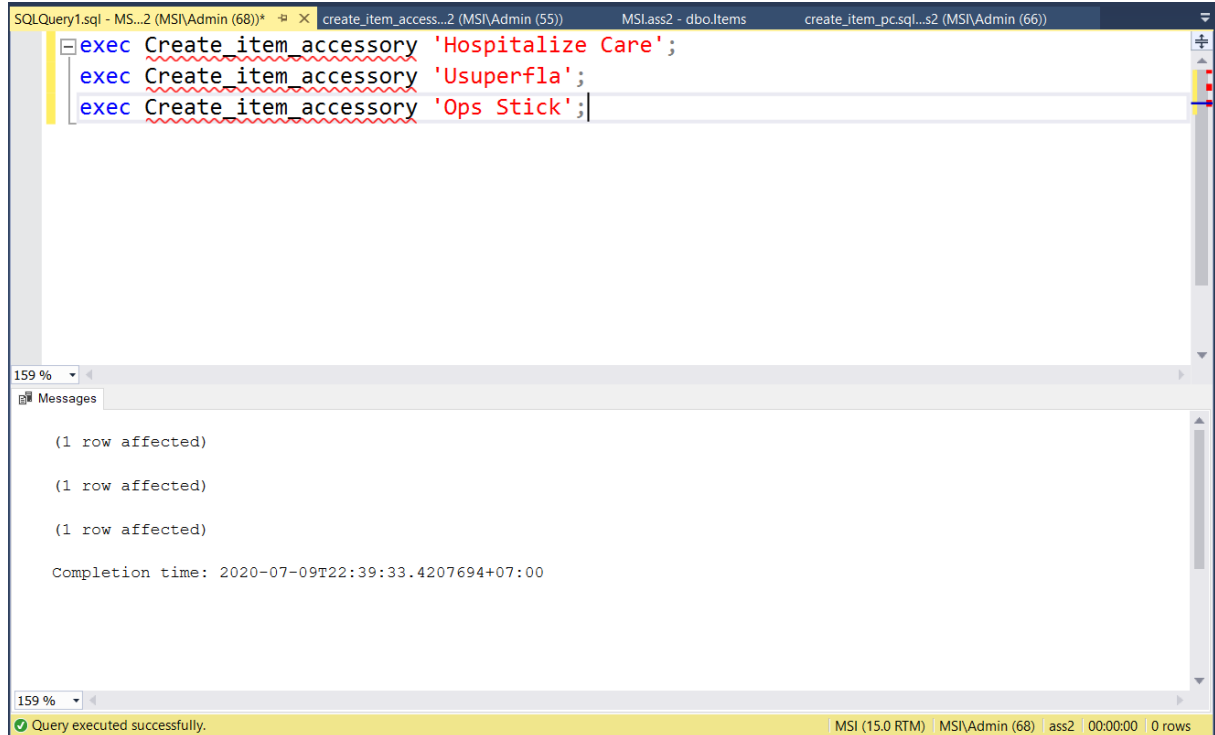 SQLQuery1.sql - MS...2 (MSI\Admin (68))* create_item_access...2 (MSI\Admin (55)) MSI.ass2 - dbo.Items create_item_pc.sql...s2 (MSI\Admin (66))
exec Create_item_accessory 'Hospitalize Care';
exec Create_item_accessory 'Usuperfla';
exec Create_item_accessory 'Ops Stick';
159 %
Messages
(1 row affected)
(1 row affected)
(1 row affected)
Completion time: 2020-07-09T22:39:33.4207694+07:00
159 %
Query executed successfully. MSI (15.0 RTM) MSI\Admin (68) ass2 00:00:00 0 rows